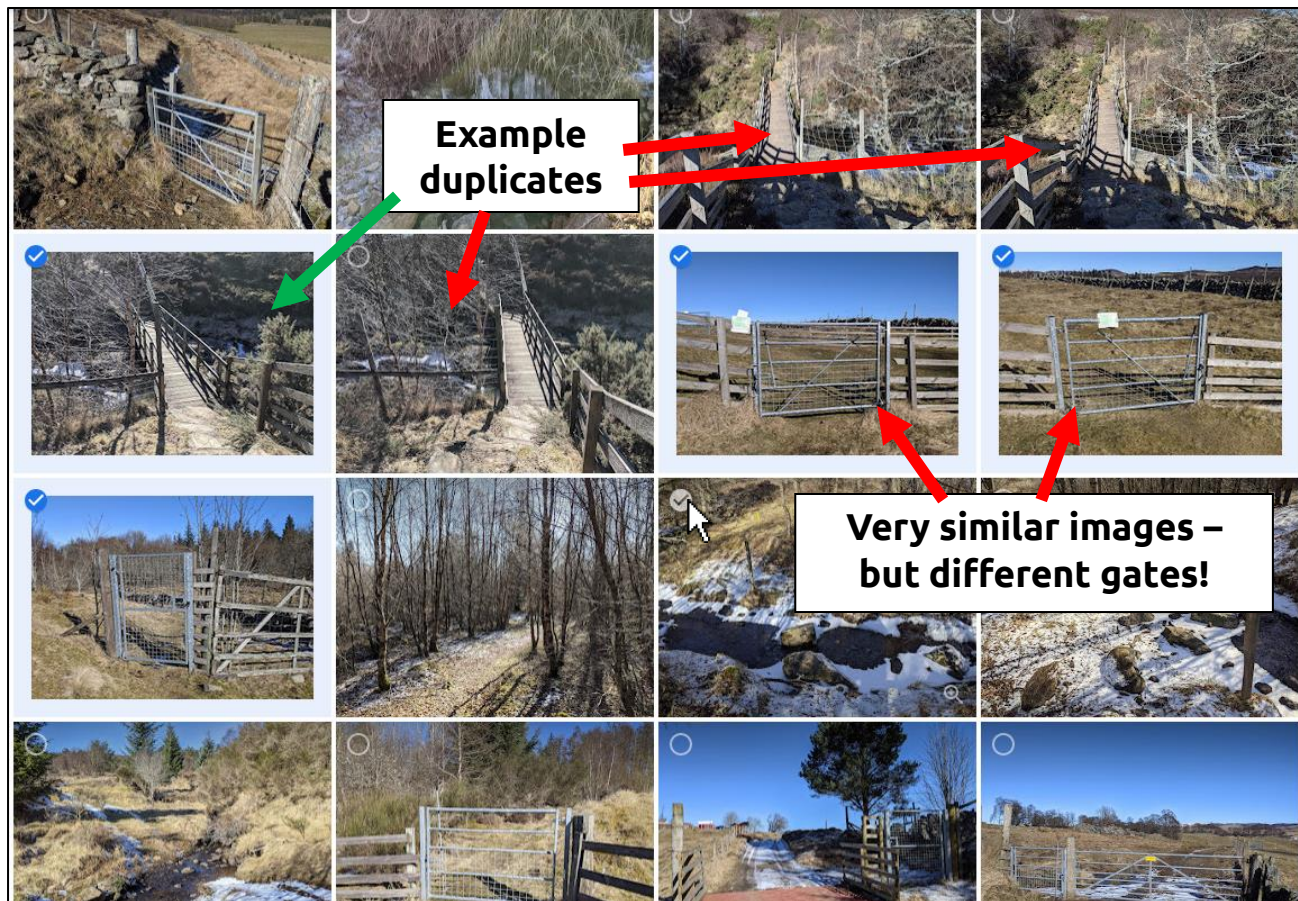 Example
duplicates
Very similar images –
but different gates!